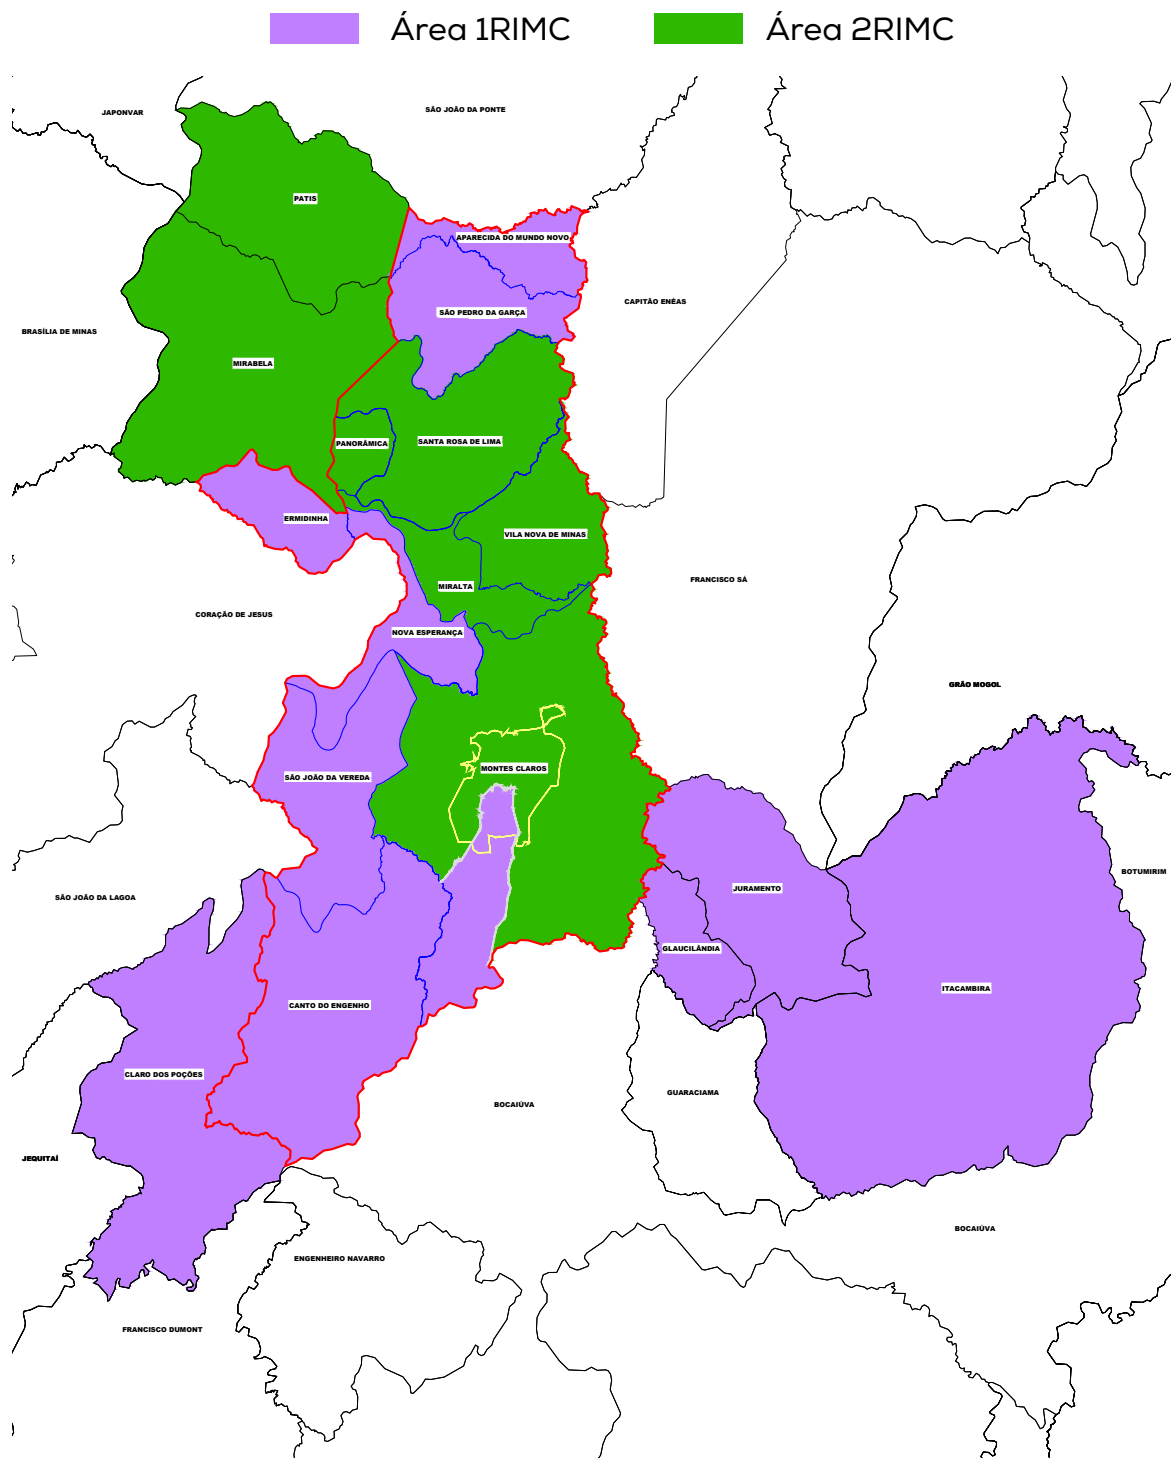 Área 1RIMC
Área 2RIMC
SÃO JOÃO DA PONTE
JAPONVAR
PATIS
APARECIDA DO MUNDO NOVO
CAPITÃO ENÉAS
SÃO PEDRO DA GARÇA
BRASÍLIA DE MINAS
MIRABELA
PANORÂMICA
SANTA ROSA DE LIMA
ERMIDINHA
VILA NOVA DE MINAS
FRANCISCO SÁ
MIRALTA
CORAÇÃO DE JESUS
NOVA ESPERANÇA
GRÃO MOGOL
MONTES CLAROS
SÃO JOÃO DA VEREDA
BOTUMIRIM
JURAMENTO
SÃO JOÃO DA LAGOA
GLAUCILÂNDIA
ITACAMBIRA
CANTO DO ENGENHO
CLARO DOS POÇÕES
GUARACIAMA
BOCAIÚVA
JEQUITAÍ
BOCAIÚVA
ENGENHEIRO NAVARRO
FRANCISCO DUMONT